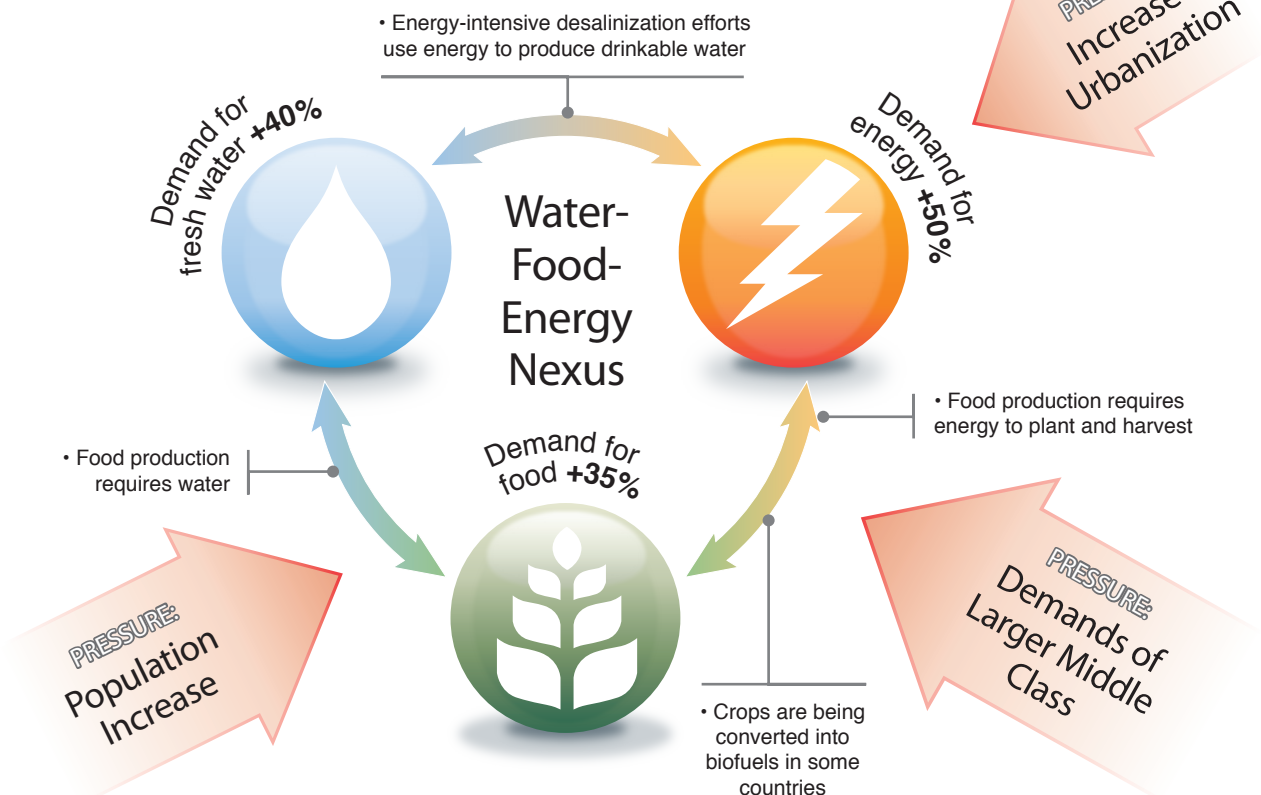 • Energy-intensive desalinization efforts
use energy to produce drinkable water
Increase
Urbanization
Demand for
fresh water +40%
Demand for
energy +50%
Water-
Food-
Energy
Nexus
• Food production requires
energy to plant and harvest
Demand for
food +35%
• Food production
requires water
PRESSURE:
Population
Increase
PRESSURE:
Demands of
Larger Middle
Class
• Crops are being
converted into
biofuels in some
countries